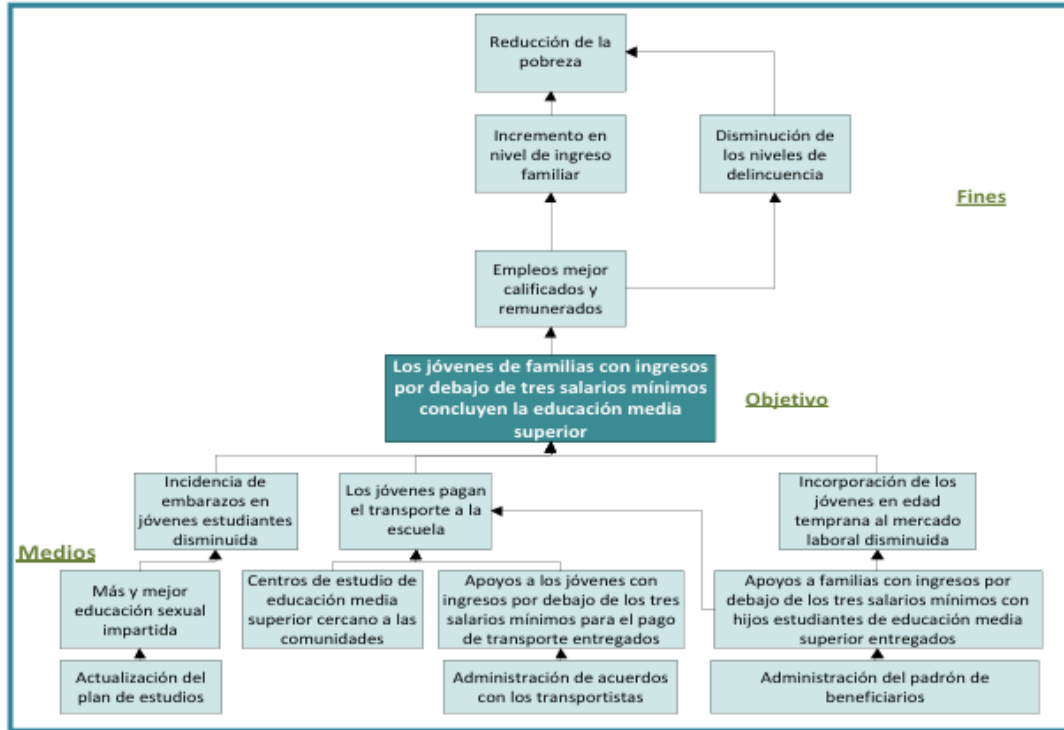 Reducción de la
pobreza
Incremento en
nivel de ingreso
familiar
Disminución de
los niveles de
delincuencia
Fines
Empleos mejor
calificados y
remunerados
Los jóvenes de familias con ingresos
por debajo de tres salarios mínimos
concluyen la educación media
superior
Objetivo
Incidencia de
embarazos en
jóvenes estudiantes
disminuida
Los jóvenes pagan
el transporte a la
escuela
Incorporación de los
jóvenes en edad
temprana al mercado
laboral disminuida
Medios
Más y mejor
educación sexual
impartida
Centros de estudio de
educación media
superior cercano a las
comunidades
Apoyos a los jóvenes con
ingresos por debajo de los tres
salarios mínimos para el pago
de transporte entregados
Apoyos a familias con ingresos por
debajo de los tres salarios mínimos con
hijos estudiantes de educación media
superior entregados
Actualización del
plan de estudios
Administración de acuerdos
con los transportistas
Administración del padrón de
beneficiarios